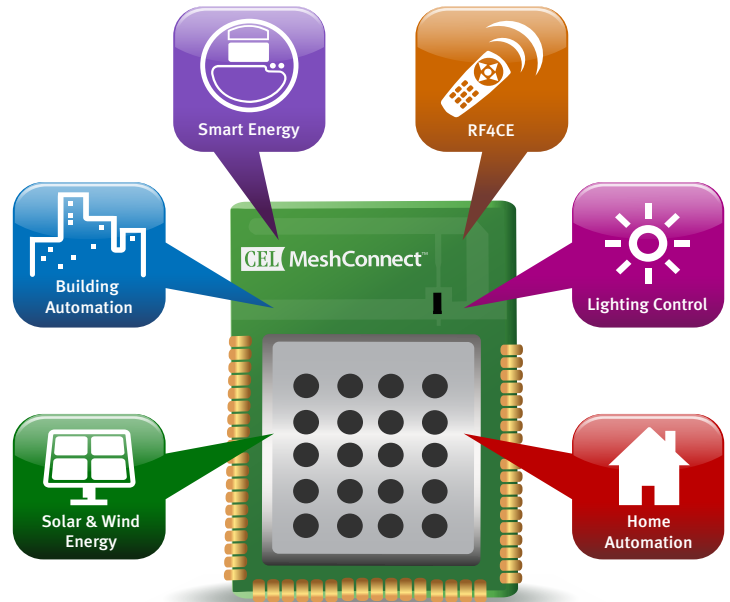 Smart Energy
RF4CE
Building
Automation
CEL MeshConnect™
Lighting Control
Solar & Wind
Energy
Home
Automation